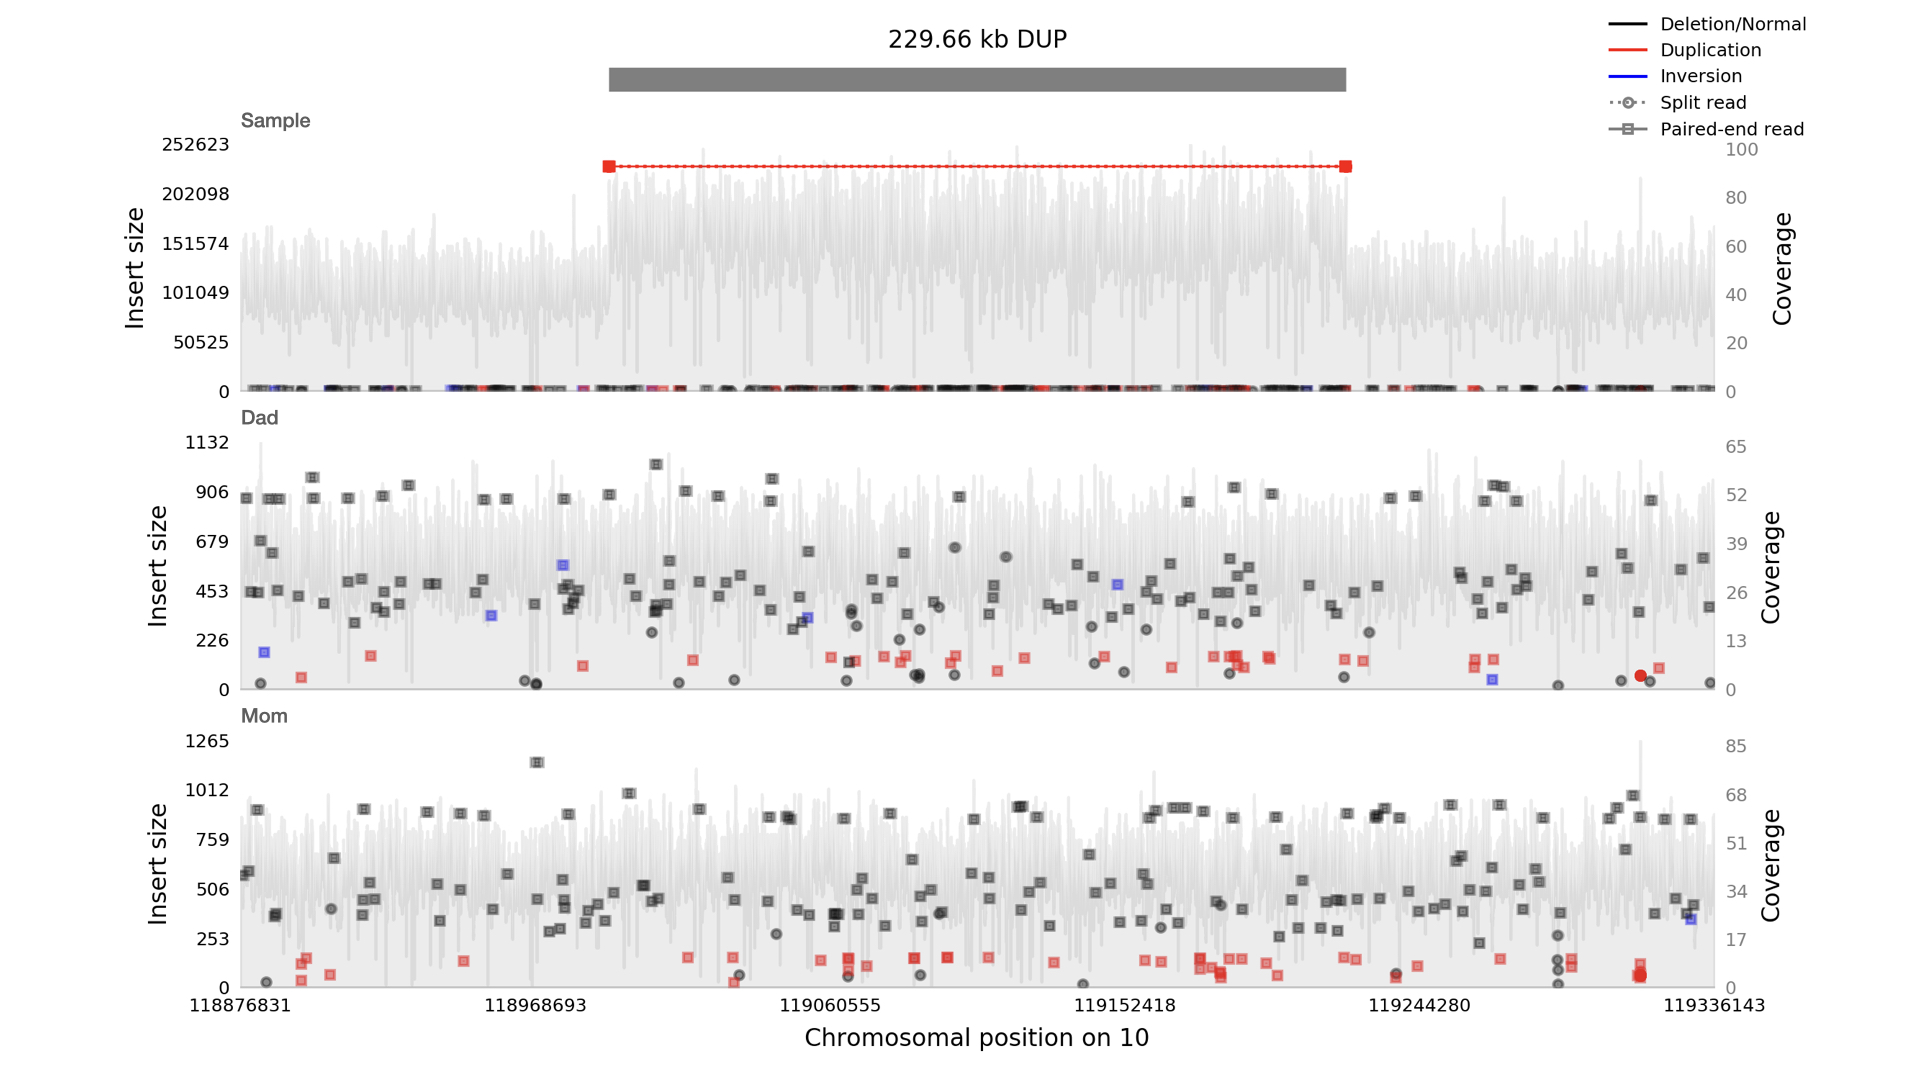 229.66 kb DUP
Deletion/Normal
Duplication
Inversion
Split read
Paired-end read
Sample
252623
202098
151574
101049
50525
0
Insert size
100
80
60
40
20
0
Coverage
Dad
1132
906
679
453
226
0
Insert size
65
52
39
26
13
0
Coverage
Mom
1265
1012
759
506
253
0
Insert size
85
68
51
34
17
0
Coverage
118876831 118968693 119060555 119152418 119244280 119336143
Chromosomal position on 10